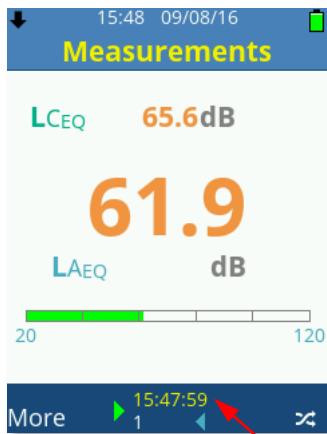 15:48 09/08/16
Measurements
LCEQ 65.6dB
61.9
LAEQ dB
20 120
15:47:59
More 1